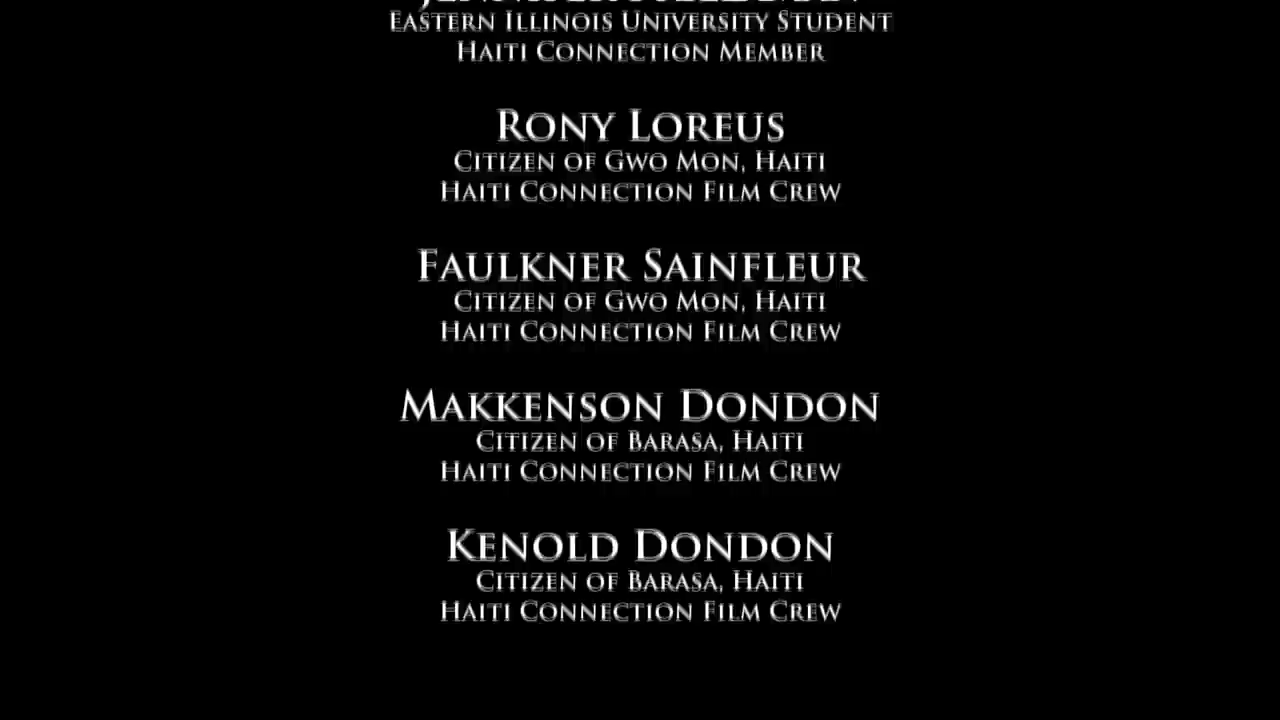 Eastern Illinois University Student
Haiti Connection Member
Rony Loreus
Citizen of Gwo Mon, Haiti
Haiti Connection Film Crew
Faulkner Sainfleur
Citizen of Gwo Mon, Haiti
Haiti Connection Film Crew
Makkenson Dondon
Citizen of Barasa, Haiti
Haiti Connection Film Crew
Kenold Dondon
Citizen of Barasa, Haiti
Haiti Connection Film Crew